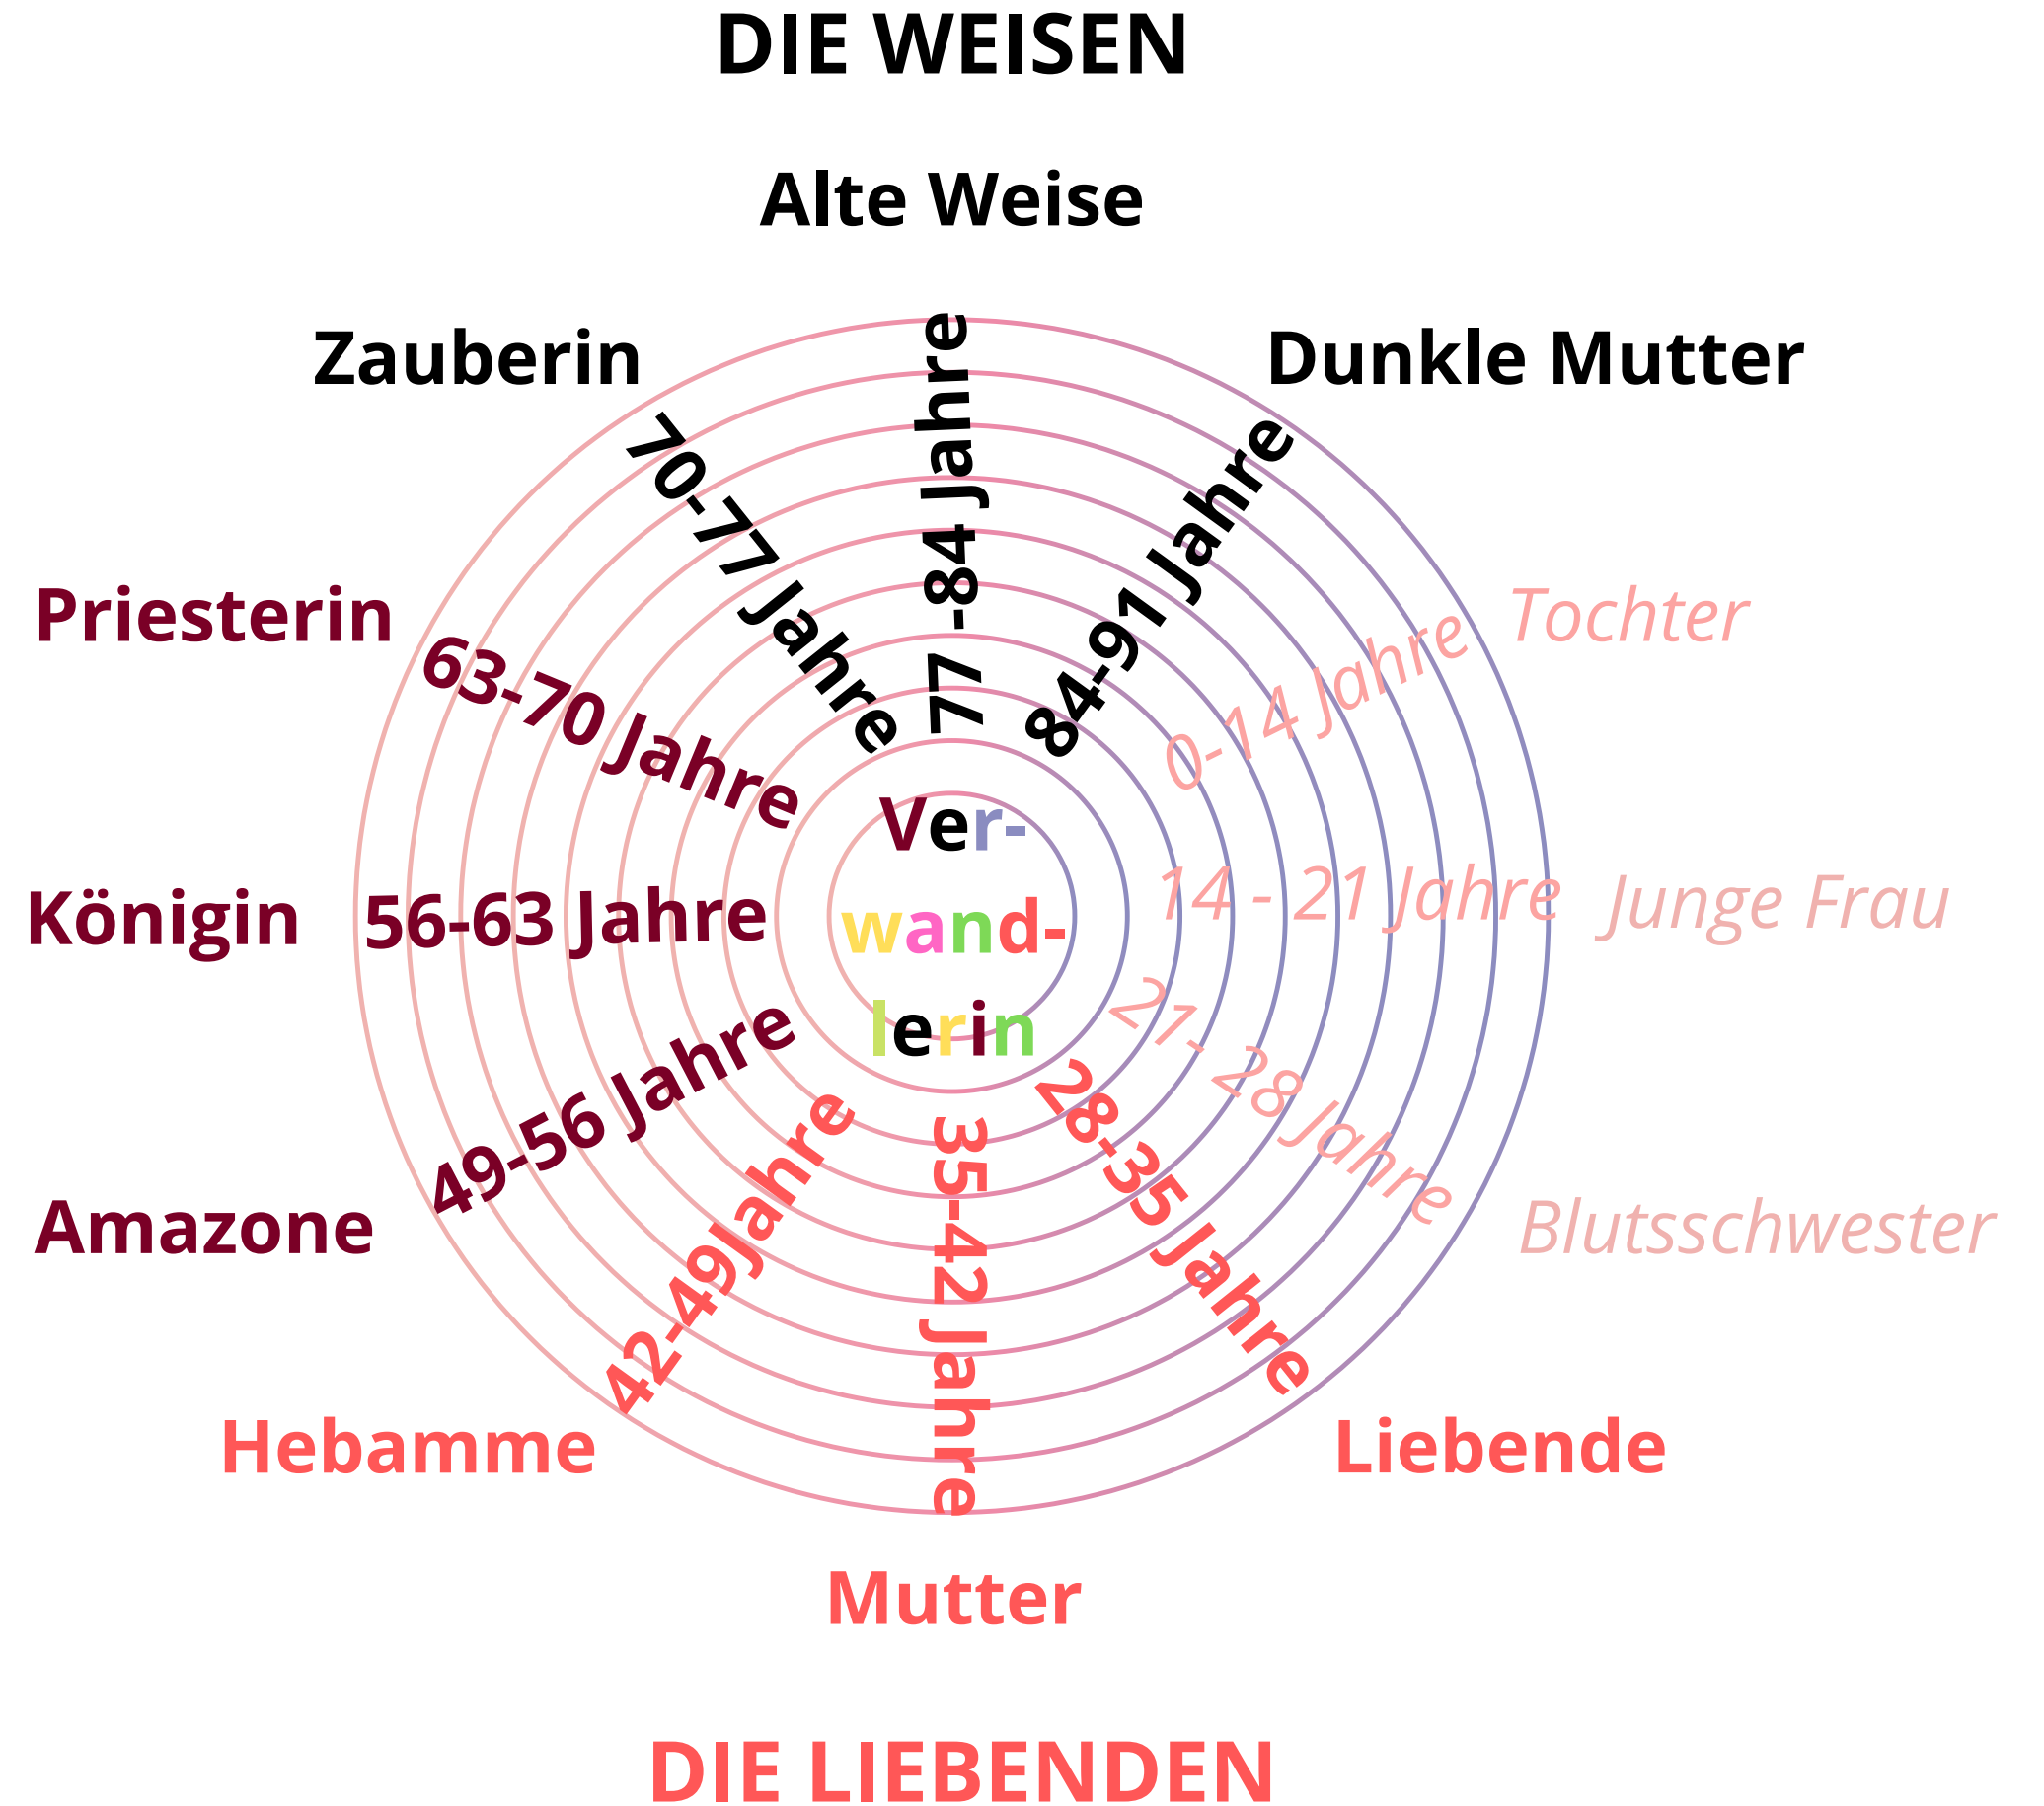 DIE WEISEN
Alte Weise
Zauberin
Dunkle Mutter
70-77 Jahre
77 -84 Jahre
84-91 Jahre
Priesterin
63-70 Jahre
0-14 Jahre
Tochter
Ver-
wand-
lerin
Königin
56-63 Jahre
14 - 21 Jahre
Junge Frau
Amazone
49-56 Jahre
21- 28 Jahre
Blutsschwester
Hebamme
42-49 Jahre
35-42 Jahre
28-35 Jahre
Liebende
Mutter
DIE LIEBENDEN